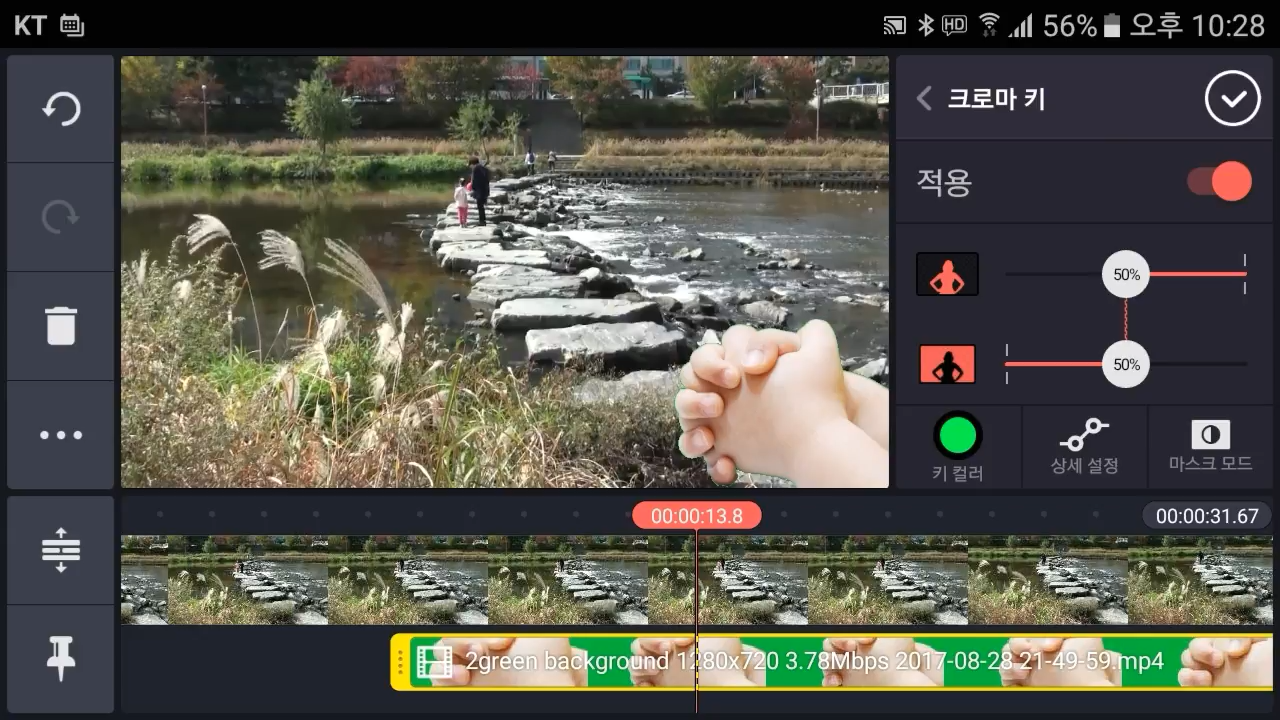 KT HD 56% 오후 10:28
크로마 키
적용
50%
50%
키 컬러 상세 설정 마스크 모드
00:00:13.8 00:00:31.67
2green background 1280x720 3.78Mbps 2017-08-28 21-49-59.mp4